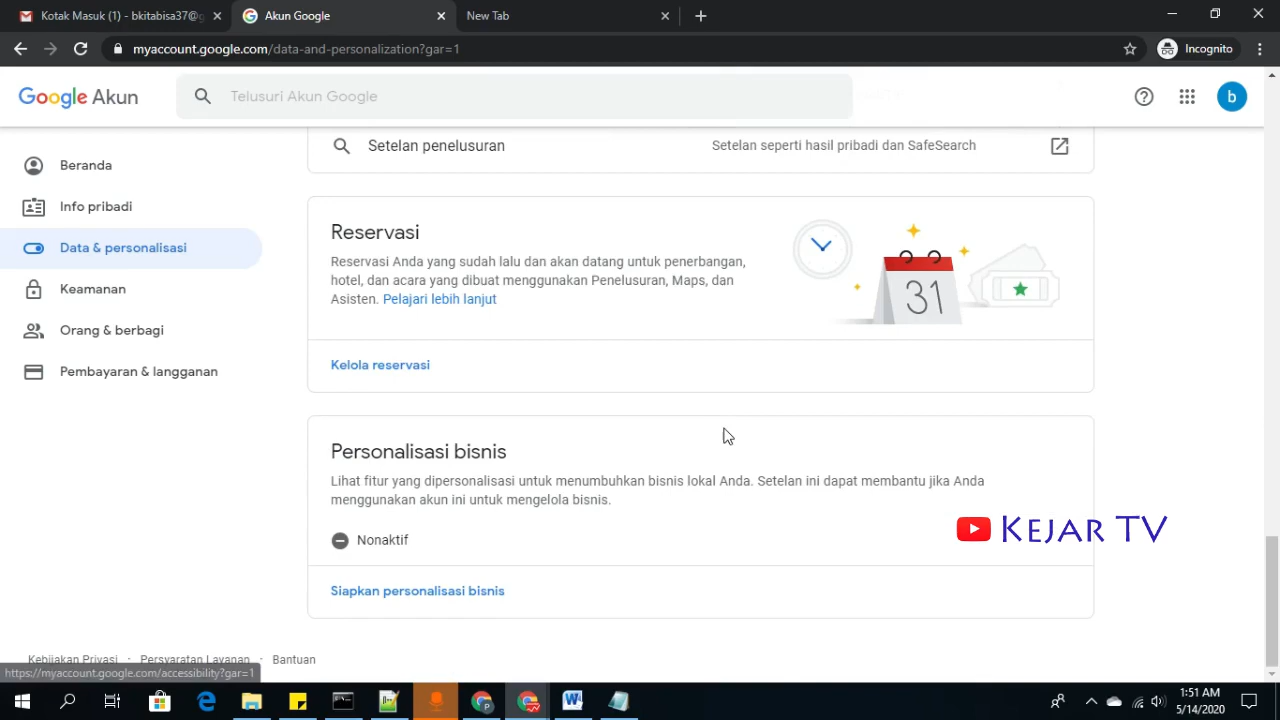 Kotak Masuk (1) - bkitabisa37@g
Akun Google
New Tab
myaccount.google.com/data-and-personalization?gar=1
Incognito
Google Akun
Telusuri Akun Google
b
Beranda
Info pribadi
Data & personalisasi
Keamanan
Orang & berbagi
Pembayaran & langganan
Setelan penelusuran
Setelan seperti hasil pribadi dan SafeSearch
Reservasi
Reservasi Anda yang sudah lalu dan akan datang untuk penerbangan,
hotel, dan acara yang dibuat menggunakan Penelusuran, Maps, dan
Asisten. Pelajari lebih lanjut
31
Kelola reservasi
Personalisasi bisnis
Lihat fitur yang dipersonalisasi untuk menumbuhkan bisnis lokal Anda. Setelan ini dapat membantu jika Anda
menggunakan akun ini untuk mengelola bisnis.
Nonaktif
Kejar TV
Siapkan personalisasi bisnis
Kebijakan Privasi · Persyaratan Layanan · Bantuan
https://myaccount.google.com/accessibility?gar=1
1:51 AM
5/14/2020